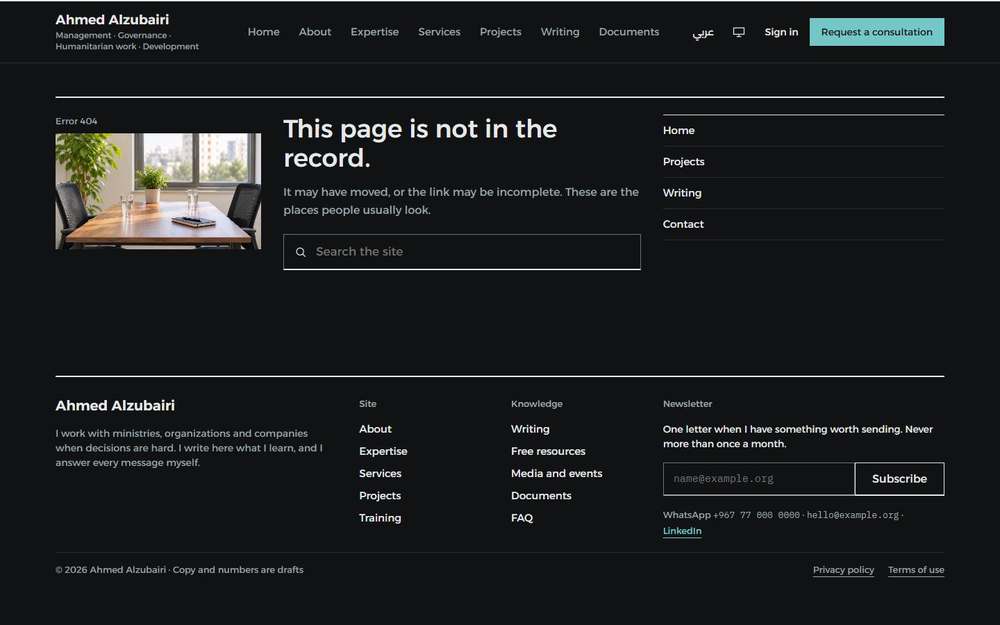 Ahmed Alzubairi
Management · Governance ·
Humanitarian work · Development
Home
About
Expertise
Services
Projects
Writing
Documents
عربي
Sign in
Request a consultation
Error 404
This page is not in the
record.
It may have moved, or the link may be incomplete. These are the
places people usually look.
Search the site
Home
Projects
Writing
Contact
Ahmed Alzubairi
I work with ministries, organizations and companies
when decisions are hard. I write here what I learn, and I
answer every message myself.
Site
About
Expertise
Services
Projects
Training
Knowledge
Writing
Free resources
Media and events
Documents
FAQ
Newsletter
One letter when I have something worth sending. Never
more than once a month.
name@example.org
Subscribe
WhatsApp +967 77 000 0000 · hello@example.org ·
LinkedIn
© 2026 Ahmed Alzubairi · Copy and numbers are drafts
Privacy policy
Terms of use